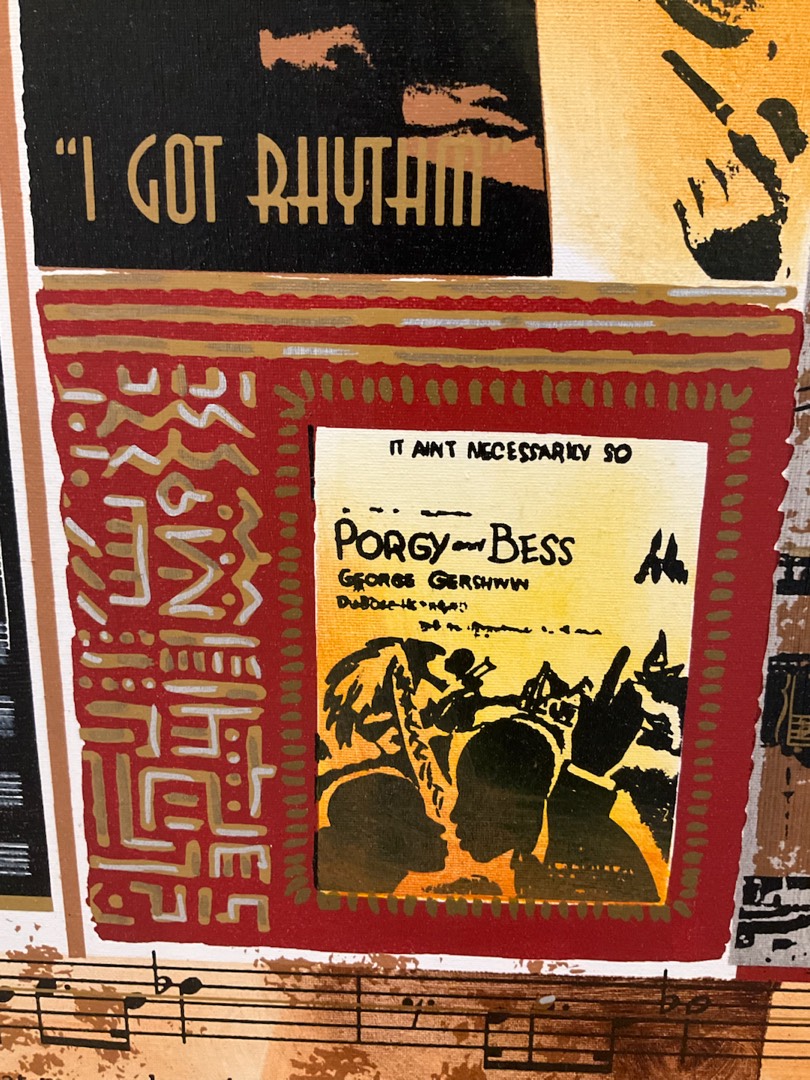 "I GOT RHYTHM"
IT AINT NECESSARILY SO
PORGY and BESS
GEORGE GERSHWIN